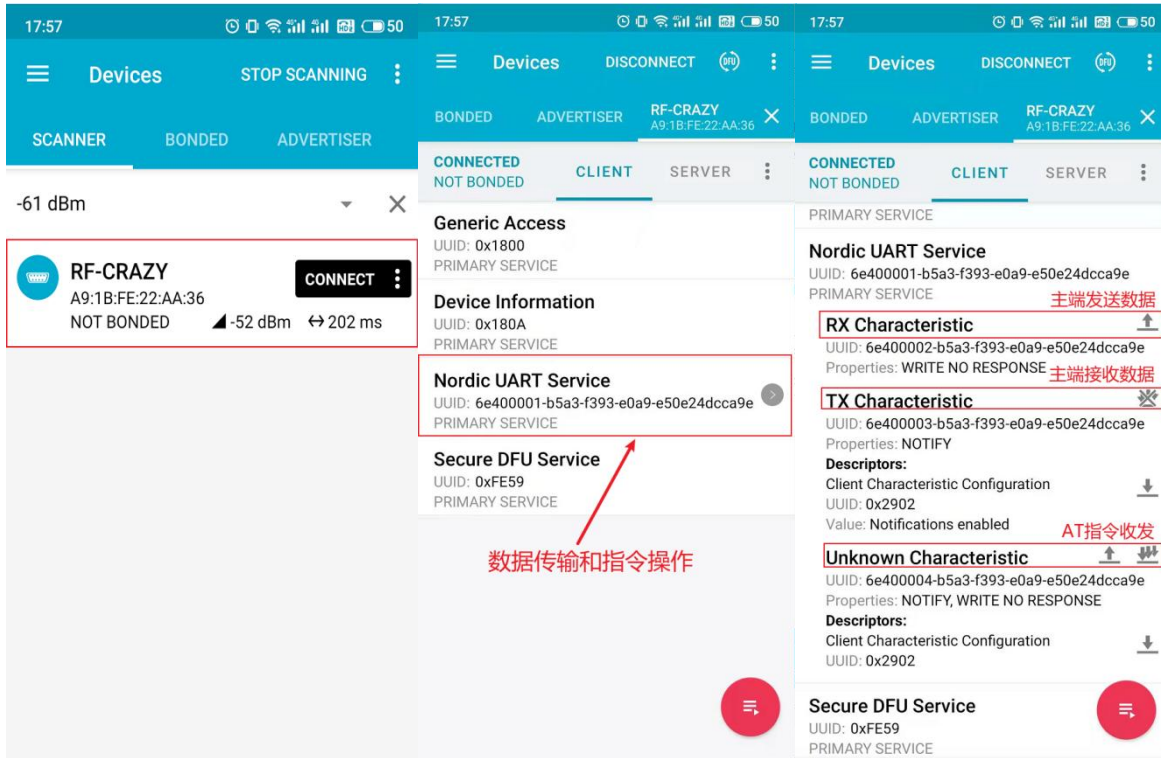 17:57
50
Devices
STOP SCANNING
SCANNER
BONDED
ADVERTISER
-61 dBm
RF-CRAZY
CONNECT
A9:1B:FE:22:AA:36
NOT BONDED
-52 dBm
202 ms
17:57
50
Devices
DISCONNECT
DFU
BONDED
ADVERTISER
RF-CRAZY
A9:1B:FE:22:AA:36
CONNECTED
NOT BONDED
CLIENT
SERVER
Generic Access
UUID: 0x1800
PRIMARY SERVICE
Device Information
UUID: 0x180A
PRIMARY SERVICE
Nordic UART Service
UUID: 6e400001-b5a3-f393-e0a9-e50e24dcca9e
PRIMARY SERVICE
Secure DFU Service
UUID: 0xFE59
PRIMARY SERVICE
数据传输和指令操作
17:57
50
Devices
DISCONNECT
DFU
BONDED
ADVERTISER
RF-CRAZY
A9:1B:FE:22:AA:36
CONNECTED
NOT BONDED
CLIENT
SERVER
PRIMARY SERVICE
Nordic UART Service
UUID: 6e400001-b5a3-f393-e0a9-e50e24dcca9e
PRIMARY SERVICE
主端发送数据
RX Characteristic
UUID: 6e400002-b5a3-f393-e0a9-e50e24dcca9e
Properties: WRITE NO RESPONSE
主端接收数据
TX Characteristic
UUID: 6e400003-b5a3-f393-e0a9-e50e24dcca9e
Properties: NOTIFY
Descriptors:
Client Characteristic Configuration
UUID: 0x2902
Value: Notifications enabled
AT指令收发
Unknown Characteristic
UUID: 6e400004-b5a3-f393-e0a9-e50e24dcca9e
Properties: NOTIFY, WRITE NO RESPONSE
Descriptors:
Client Characteristic Configuration
UUID: 0x2902
Secure DFU Service
UUID: 0xFE59
PRIMARY SERVICE